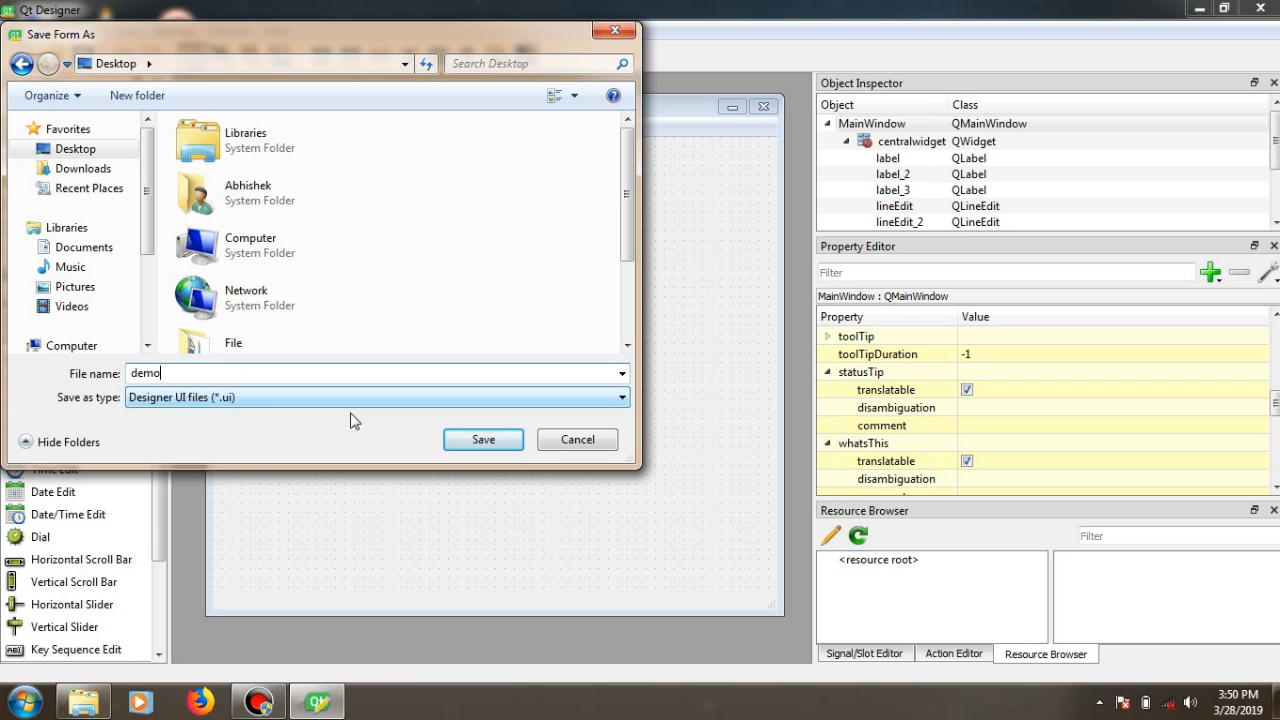 Qt Designer
Save Form As
Desktop
Search Desktop
Organize
New folder
Favorites
Desktop
Downloads
Recent Places
Libraries
Documents
Music
Pictures
Videos
Computer
Libraries
System Folder
Abhishek
System Folder
Computer
System Folder
Network
System Folder
File
File name: demo
Save as type: Designer UI files (*.ui)
Hide Folders
Save
Cancel
Time Edit
Date Edit
Date/Time Edit
Dial
Horizontal Scroll Bar
Vertical Scroll Bar
Horizontal Slider
Vertical Slider
Key Sequence Edit
Object Inspector
Object Class
MainWindow QMainWindow
centralwidget QWidget
label QLabel
label_2 QLabel
label_3 QLabel
lineEdit QLineEdit
lineEdit_2 QLineEdit
Property Editor
Filter
MainWindow : QMainWindow
Property Value
toolTip
toolTipDuration -1
statusTip
translatable
disambiguation
comment
whatsThis
translatable
disambiguation
Resource Browser
Filter
<resource root>
Signal/Slot Editor Action Editor Resource Browser
3:50 PM
3/28/2019